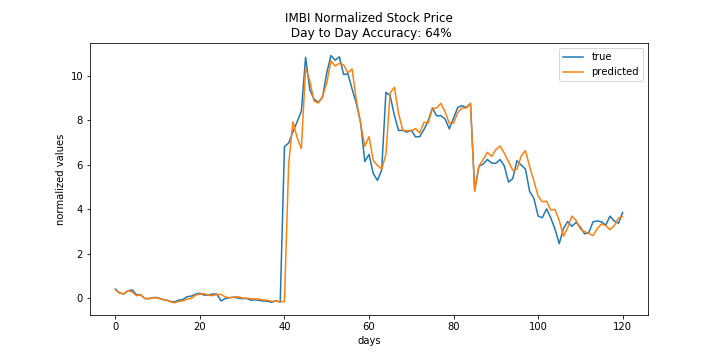 IMBI Normalized Stock Price
Day to Day Accuracy: 64%
true
predicted
normalized values
10
8
6
4
2
0
0
20
40
60
80
100
120
days